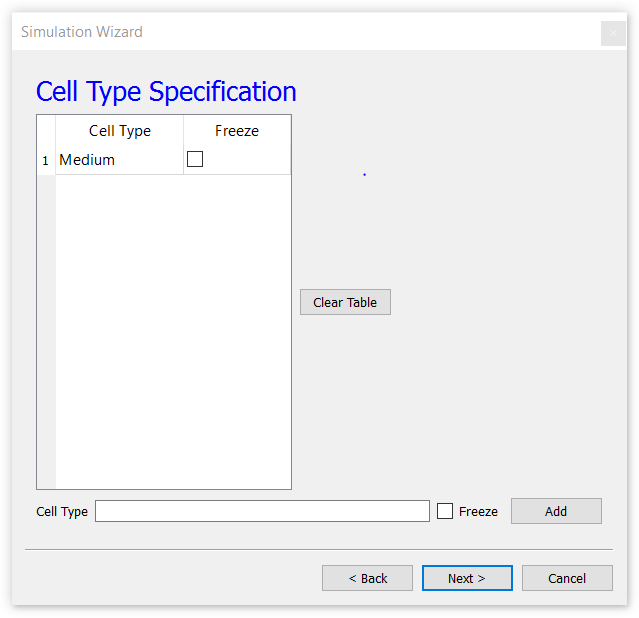 Simulation Wizard
Cell Type Specification
Cell Type Freeze
1 Medium
Clear Table
Cell Type Freeze Add
< Back Next > Cancel